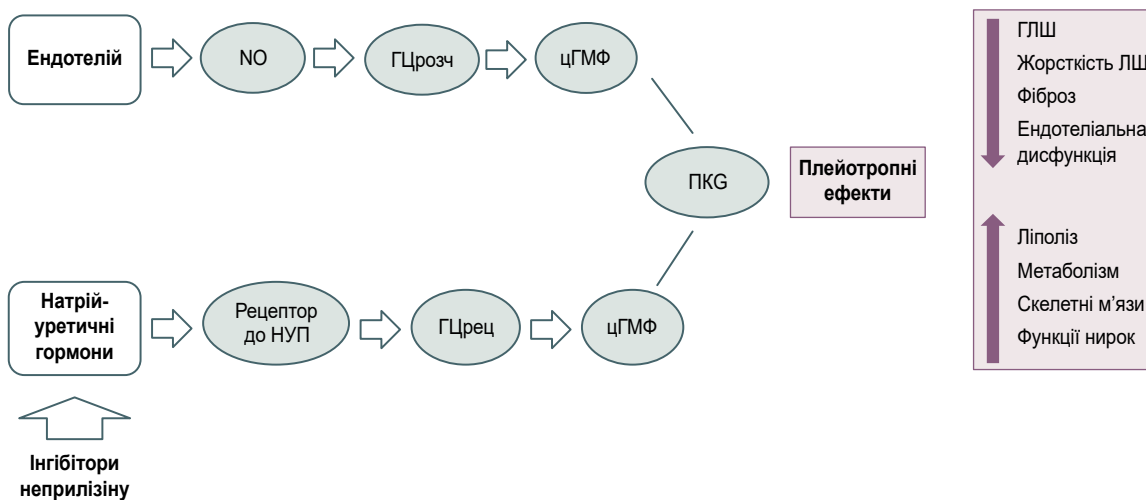 Ендотелій
NO
ГЦрозч
цГМФ
ПКG
Плейотропні
ефекти
Натрій-
уретичні
гормони
Рецептор
до НУП
ГЦрец
цГМФ
Інгібітори
неприлізіну
ГЛШ
Жорсткість ЛШ
Фіброз
Ендотеліальна
дисфункція
Ліполіз
Метаболізм
Скелетні м’язи
Функції нирок